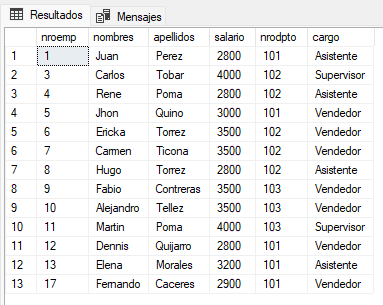 Resultados Mensajes
nroemp nombres apellidos salario nrodpto cargo
1 1 Juan Perez 2800 101 Asistente
2 3 Carlos Tobar 4000 102 Supervisor
3 4 Rene Poma 2800 102 Asistente
4 5 Jhon Quino 3000 101 Vendedor
5 6 Ericka Torrez 3500 102 Vendedor
6 7 Carmen Ticona 3500 102 Vendedor
7 8 Hugo Torrez 2800 102 Asistente
8 9 Fabio Contreras 3500 103 Vendedor
9 10 Alejandro Tellez 3500 103 Vendedor
10 11 Martin Poma 4000 103 Supervisor
11 12 Dennis Quijarro 2800 101 Vendedor
12 13 Elena Morales 3200 101 Asistente
13 17 Fernando Caceres 2900 101 Vendedor